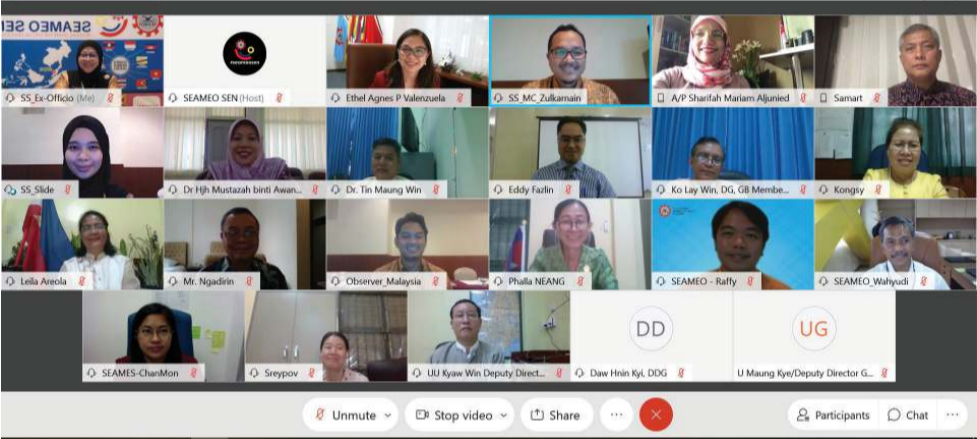 SEAMEO SEN
SS_Ex-Officio (Me)
SEAMEO SEN (Host)
Ethel Agnes P Valenzuela
SS_MC_Zulkarnain
A/P Sharifah Mariam Aljunied
Samart
SS_Slide
Dr Hjh Mustazah binti Awan...
Dr. Tin Maung Win
Eddy Fazlin
Ko Lay Win, DG, GB Membe...
Kongsy
Leila Areola
Mr. Ngadirin
Observer_Malaysia
Phalla NEANG
SEAMEO - Raffy
SEAMEO_Wahyudi
SEAMES-ChanMon
Sreypov
UU Kyaw Win Deputy Direct...
DD
Daw Hnin Kyi, DDG
UG
U Maung Kye/Deputy Director G...
Unmute
Stop video
Share
Participants
Chat